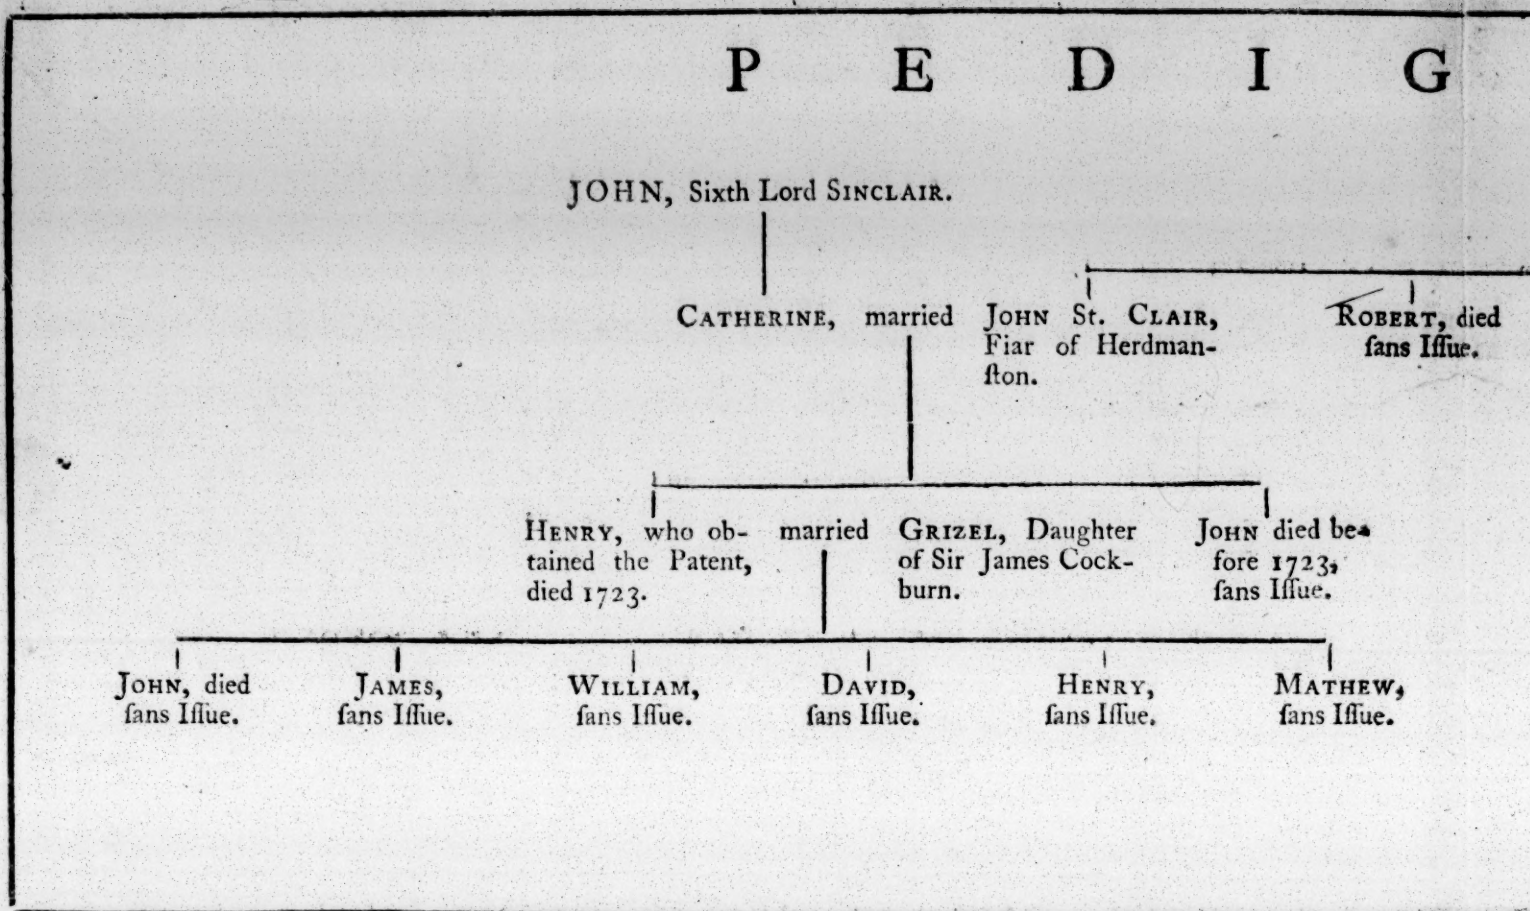 P E D I G
JOHN, Sixth Lord SINCLAIR.
CATHERINE, married JOHN St. CLAIR,
Fiar of Herdman-
ſton.
ROBERT, died
ſans Iſſue.
HENRY, who ob-
tained the Patent,
died 1723.
married
GRIZEL, Daughter
of Sir James Cock-
burn.
JOHN died be-
fore 1723,
ſans Iſſue.
JOHN, died
ſans Iſſue.
JAMES,
ſans Iſſue.
WILLIAM,
ſans Iſſue.
DAVID,
ſans Iſſue.
HENRY,
ſans Iſſue.
MATHEW,
ſans Iſſue.